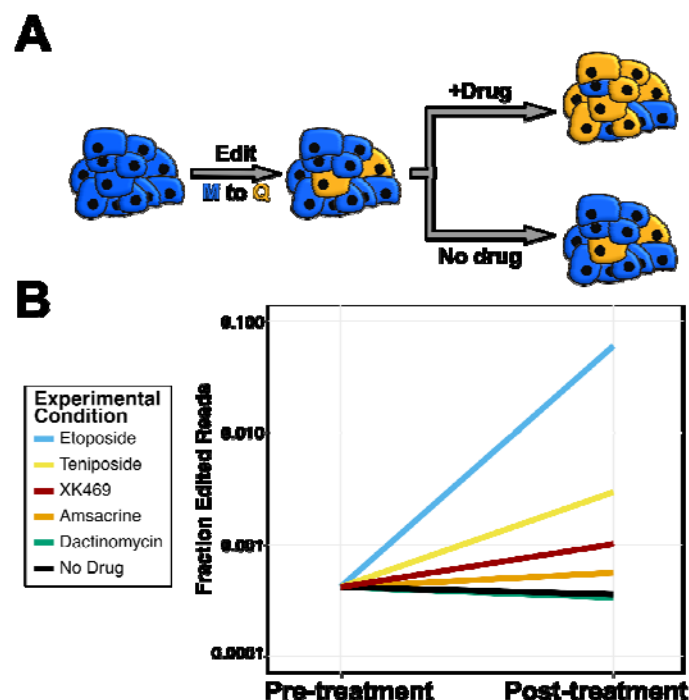 A
+Drug
Edit
M to Q
No drug
B
0.100
Experimental
Condition
Etoposide
Teniposide
XK469
Amsacrine
Dactinomycin
No Drug
Fraction Edited Reads
0.010
0.001
0.0001
Pre-treatment
Post-treatment